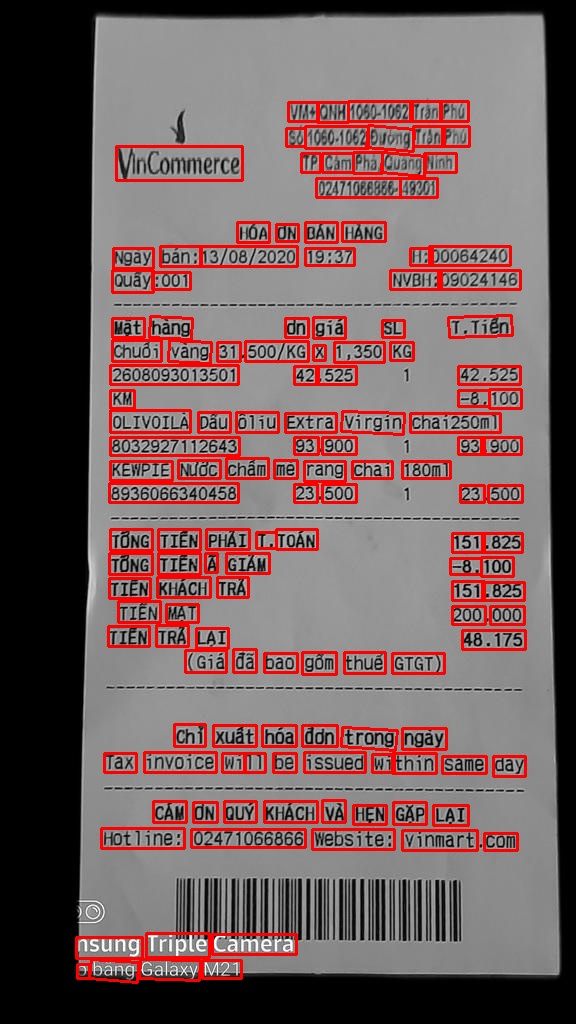 VinCommerce
VM+ QNH 1060-1062 Trần Phú
Số 1060-1062 Đường Trần Phú
TP. Cẩm Phả, Quảng Ninh
02471066866-49301
HÓA ĐN BÁN HÀNG
Ngày bán:13/08/2020 19:37 H:00064240
Quầy:001 NVBH:09024146
Mặt hàng đn giá SL T.Tiền
Chuối vàng 31.500/KG X 1,350 KG
2608093013501 42.525 1 42.525
KM -8.100
OLIVOILÀ Dầu ôliu Extra Virgin chai250ml
8032927112643 93.900 1 93.900
KEWPIE Nước chấm mè rang Chai 180ml
8936066340458 23.500 1 23.500
TỔNG TIỀN PHẢI T.TOÁN 151.825
TỔNG TIỀN Ã GIẢM -8.100
TIỀN KHÁCH TRẢ 151.825
TIỀN MẶT 200.000
TIỀN TRẢ LẠI 48.175
(Giá đã bao gồm thuế GTGT)
Chỉ xuất hóa đơn trong ngày
Tax invoice will be issued within same day
CẢM ƠN QUÝ KHÁCH VÀ HẸN GẶP LẠI
Hotline: 02471066866 Website: vinmart.com
nsung Triple Camera
bằng Galaxy M21